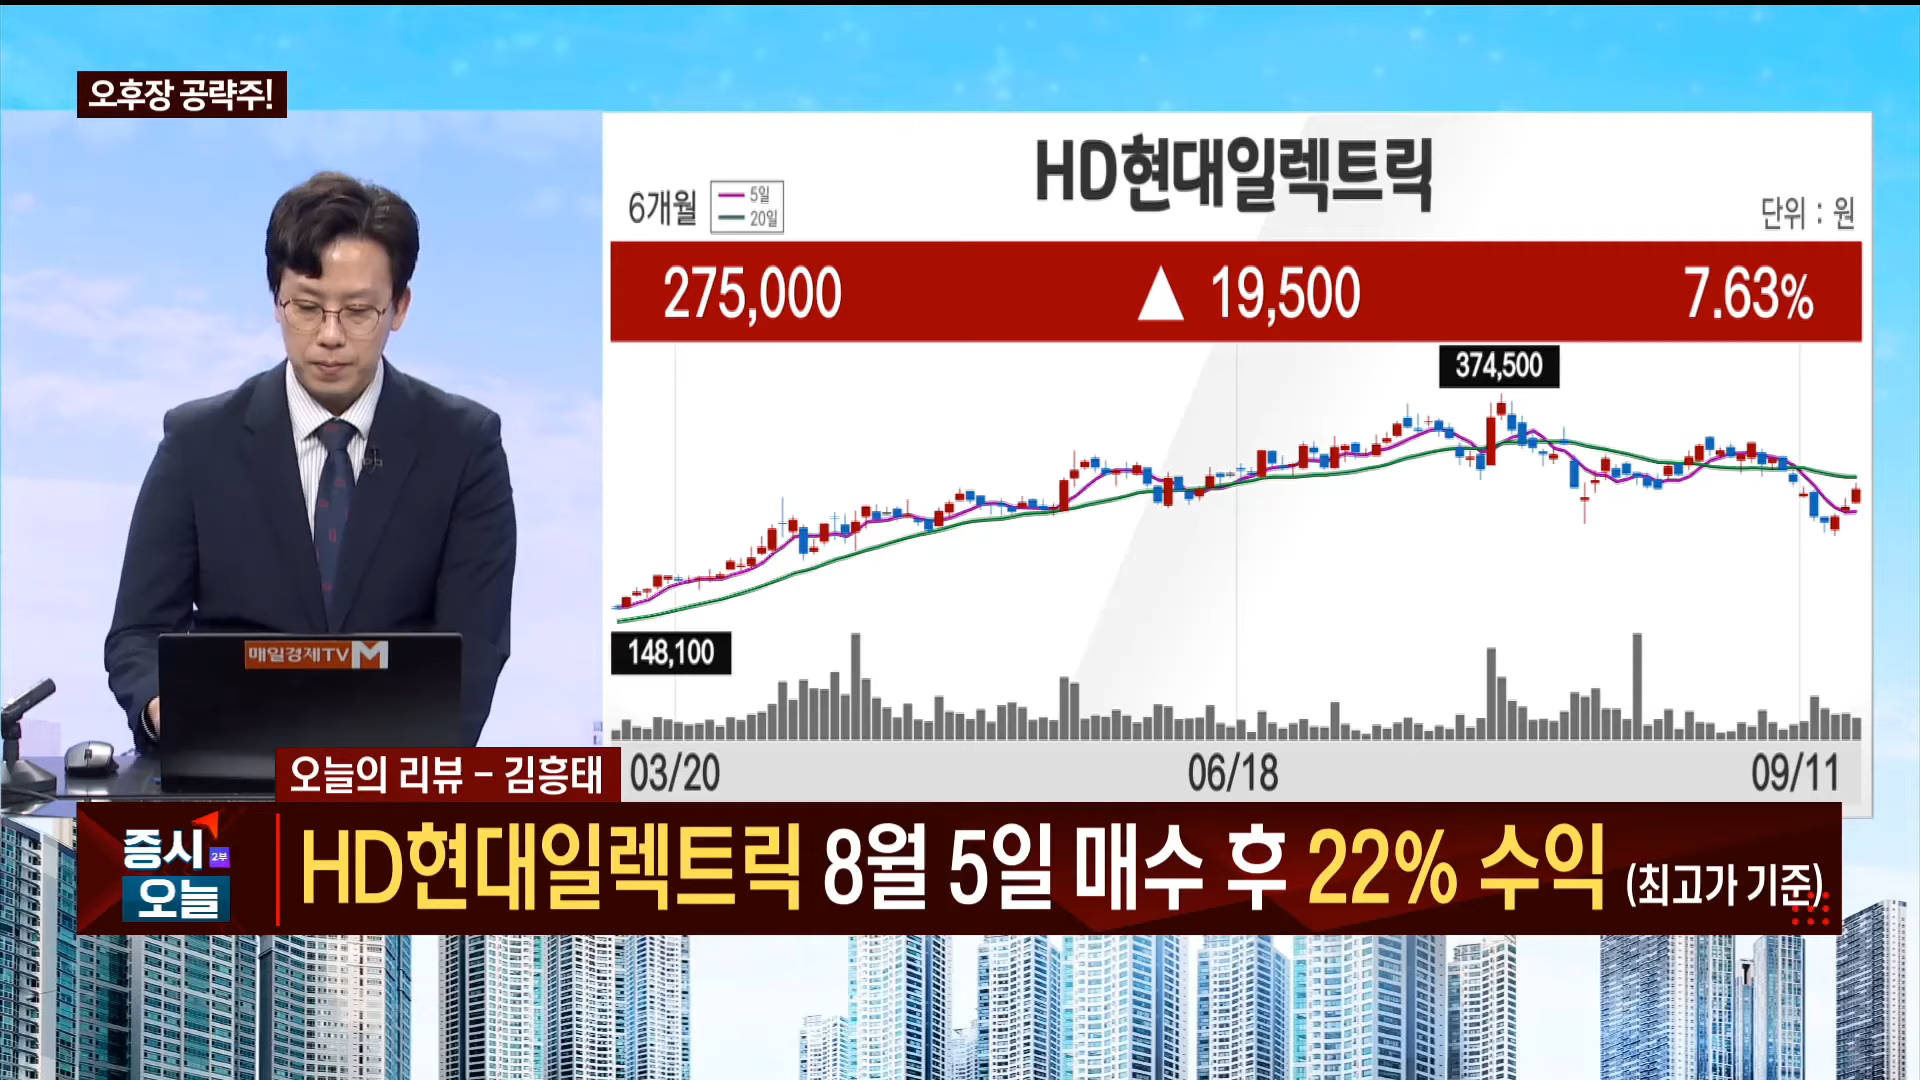 오후장 공략주!
HD현대일렉트릭
6개월
5일
20일
단위 : 원
275,000 ▲ 19,500 7.63%
374,500
148,100
03/20 06/18 09/11
매일경제TV M
오늘의 리뷰 - 김흥태
증시 2부
오늘
HD현대일렉트릭 8월 5일 매수 후 22% 수익 (최고가 기준)